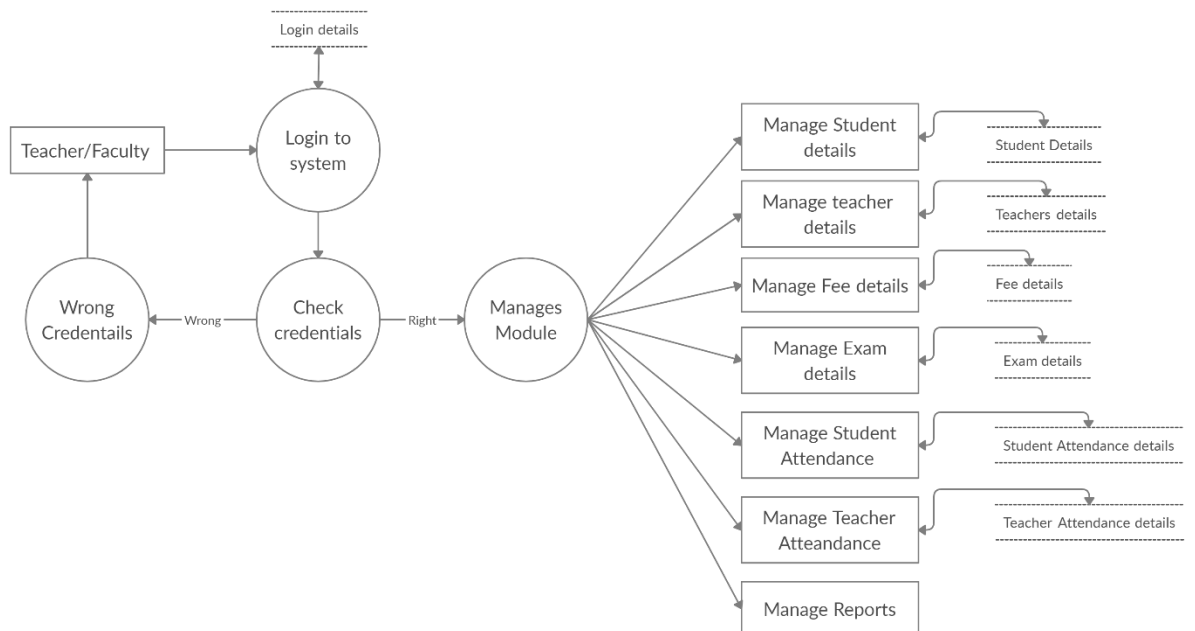 Login details
Teacher/Faculty
Login to
system
Wrong
Credentails
Wrong
Check
credentials
Right
Manages
Module
Manage Student
details
Student Details
Manage teacher
details
Teachers details
Manage Fee details
Fee details
Manage Exam
details
Exam details
Manage Student
Attendance
Student Attendance details
Manage Teacher
Atteandance
Teacher Attendance details
Manage Reports